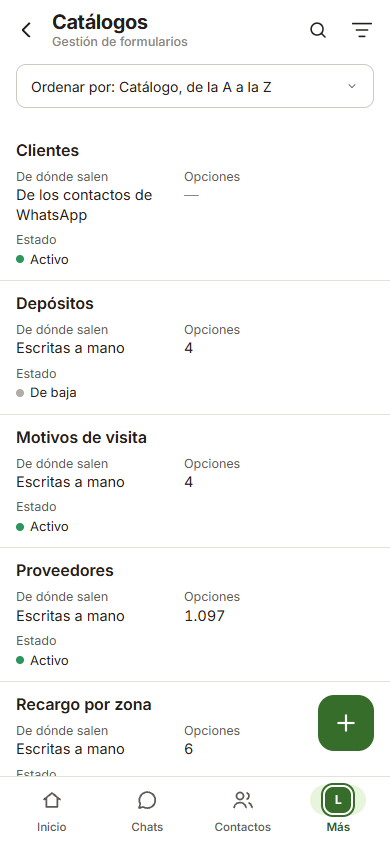 Catálogos
Gestión de formularios
Ordenar por: Catálogo, de la A a la Z
Clientes
De dónde salen
Opciones
De los contactos de
WhatsApp
—
Estado
Activo
Depósitos
De dónde salen
Opciones
Escritas a mano
4
Estado
De baja
Motivos de visita
De dónde salen
Opciones
Escritas a mano
4
Estado
Activo
Proveedores
De dónde salen
Opciones
Escritas a mano
1.097
Estado
Activo
Recargo por zona
De dónde salen
Opciones
Escritas a mano
6
Estado
L
Inicio
Chats
Contactos
Más